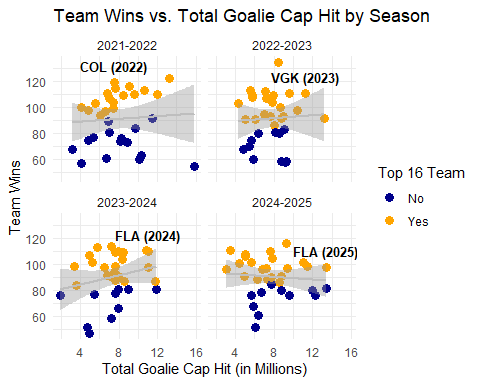 Team Wins vs. Total Goalie Cap Hit by Season
2021-2022
2022-2023
COL (2022)
VGK (2023)
120
100
80
60
2023-2024
2024-2025
FLA (2024)
FLA (2025)
120
100
80
60
4 8 12 16
4 8 12 16
Total Goalie Cap Hit (in Millions)
Team Wins
Top 16 Team
No
Yes